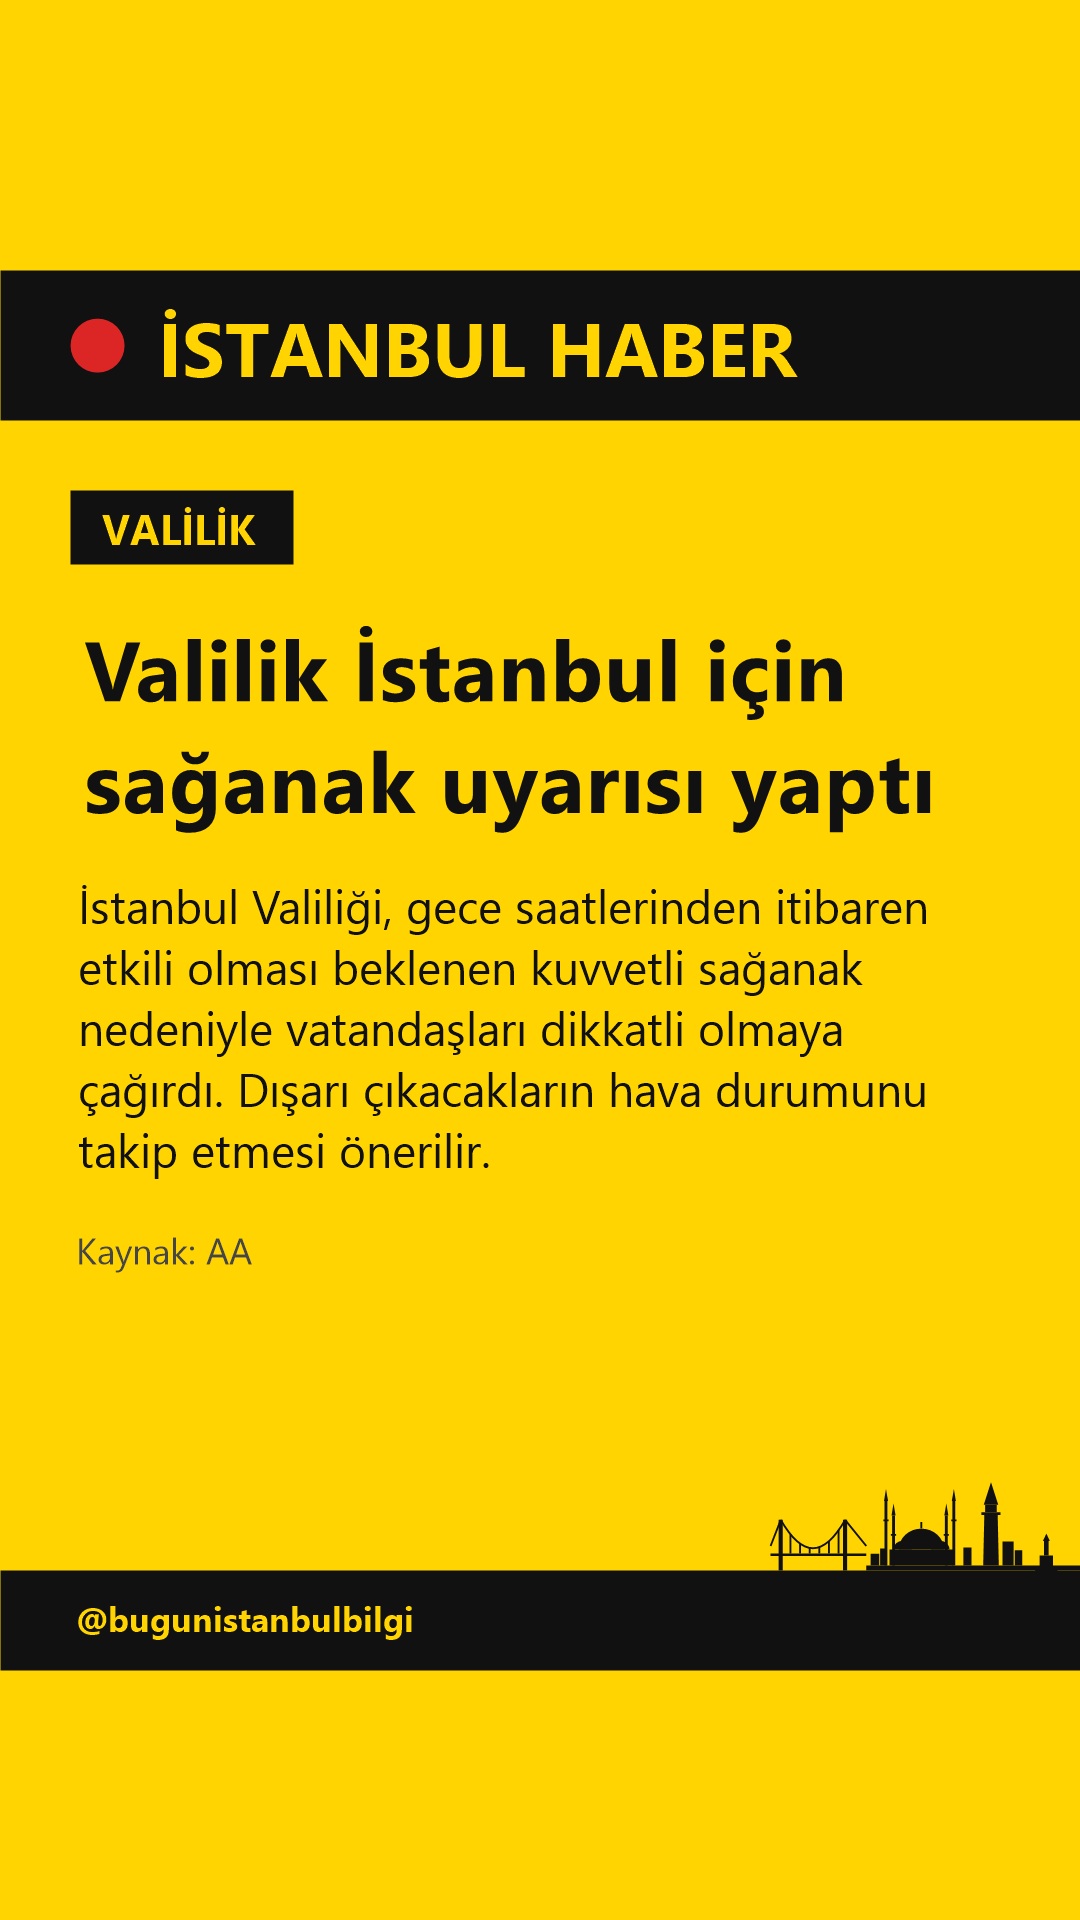 İSTANBUL HABER
VALİLİK
Valilik İstanbul için
sağanak uyarısı yaptı
İstanbul Valiliği, gece saatlerinden itibaren
etkili olması beklenen kuvvetli sağanak
nedeniyle vatandaşları dikkatli olmaya
çağırdı. Dışarı çıkacakların hava durumunu
takip etmesi önerilir.
Kaynak: AA
@bugunistanbulbilgi